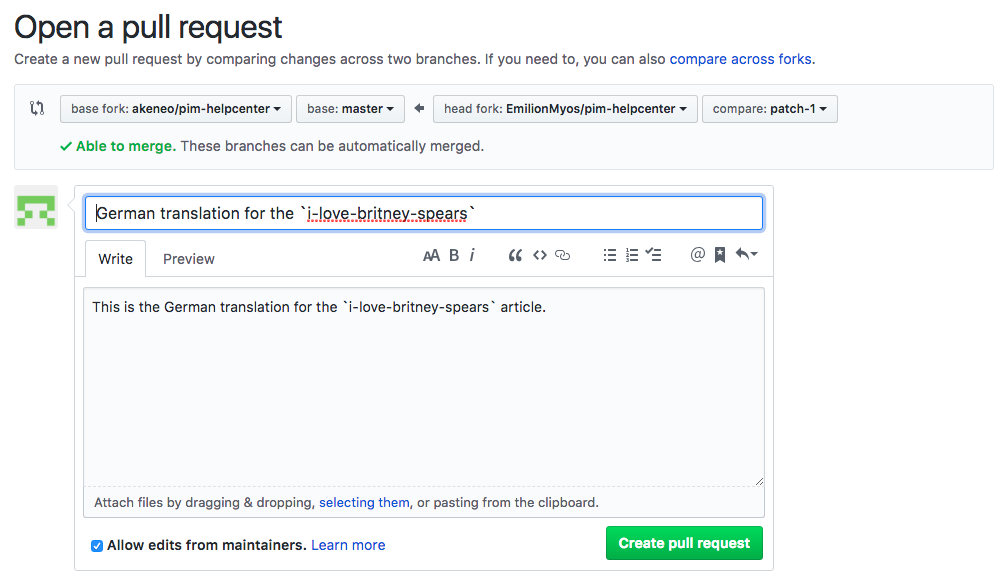 Open a pull request
Create a new pull request by comparing changes across two branches. If you need to, you can also compare across forks.
base fork: akeneo/pim-helpcenter base: master head fork: EmilionMyos/pim-helpcenter compare: patch-1
Able to merge. These branches can be automatically merged.
German translation for the `i-love-britney-spears`
Write Preview AA B i @
This is the German translation for the `i-love-britney-spears` article.
Attach files by dragging & dropping, selecting them, or pasting from the clipboard.
Allow edits from maintainers. Learn more Create pull request